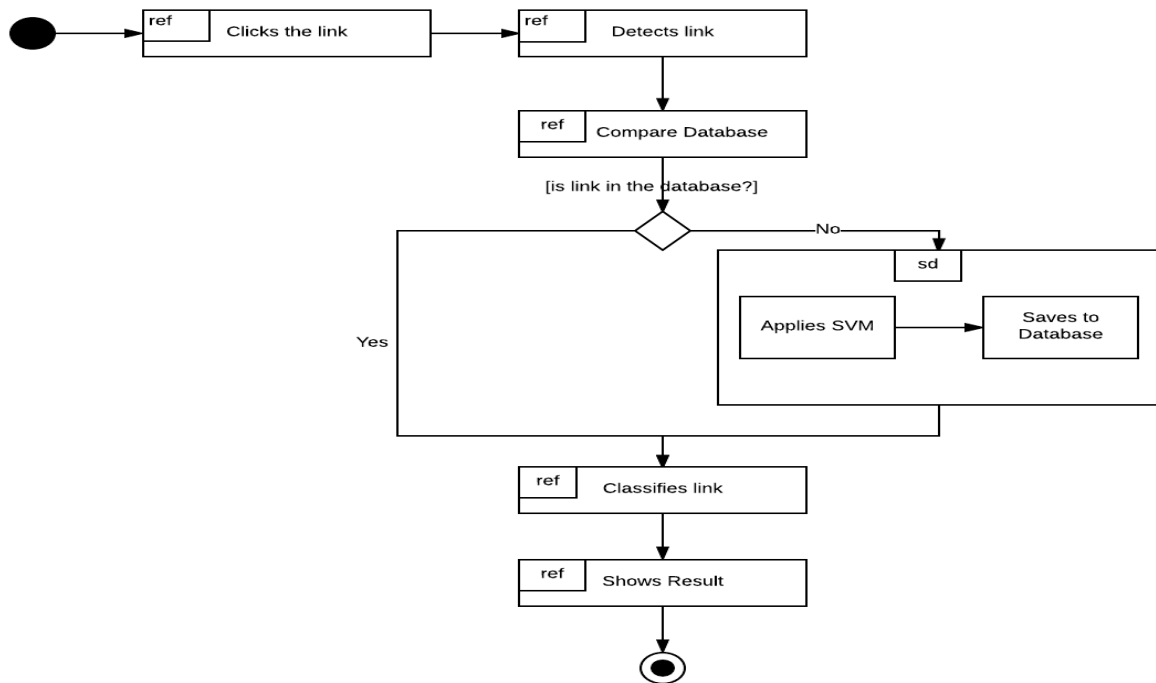 ref
Clicks the link
ref
Detects link
ref
Compare Database
[is link in the database?]
No
sd
Applies SVM
Saves to
Database
Yes
ref
Classifies link
ref
Shows Result